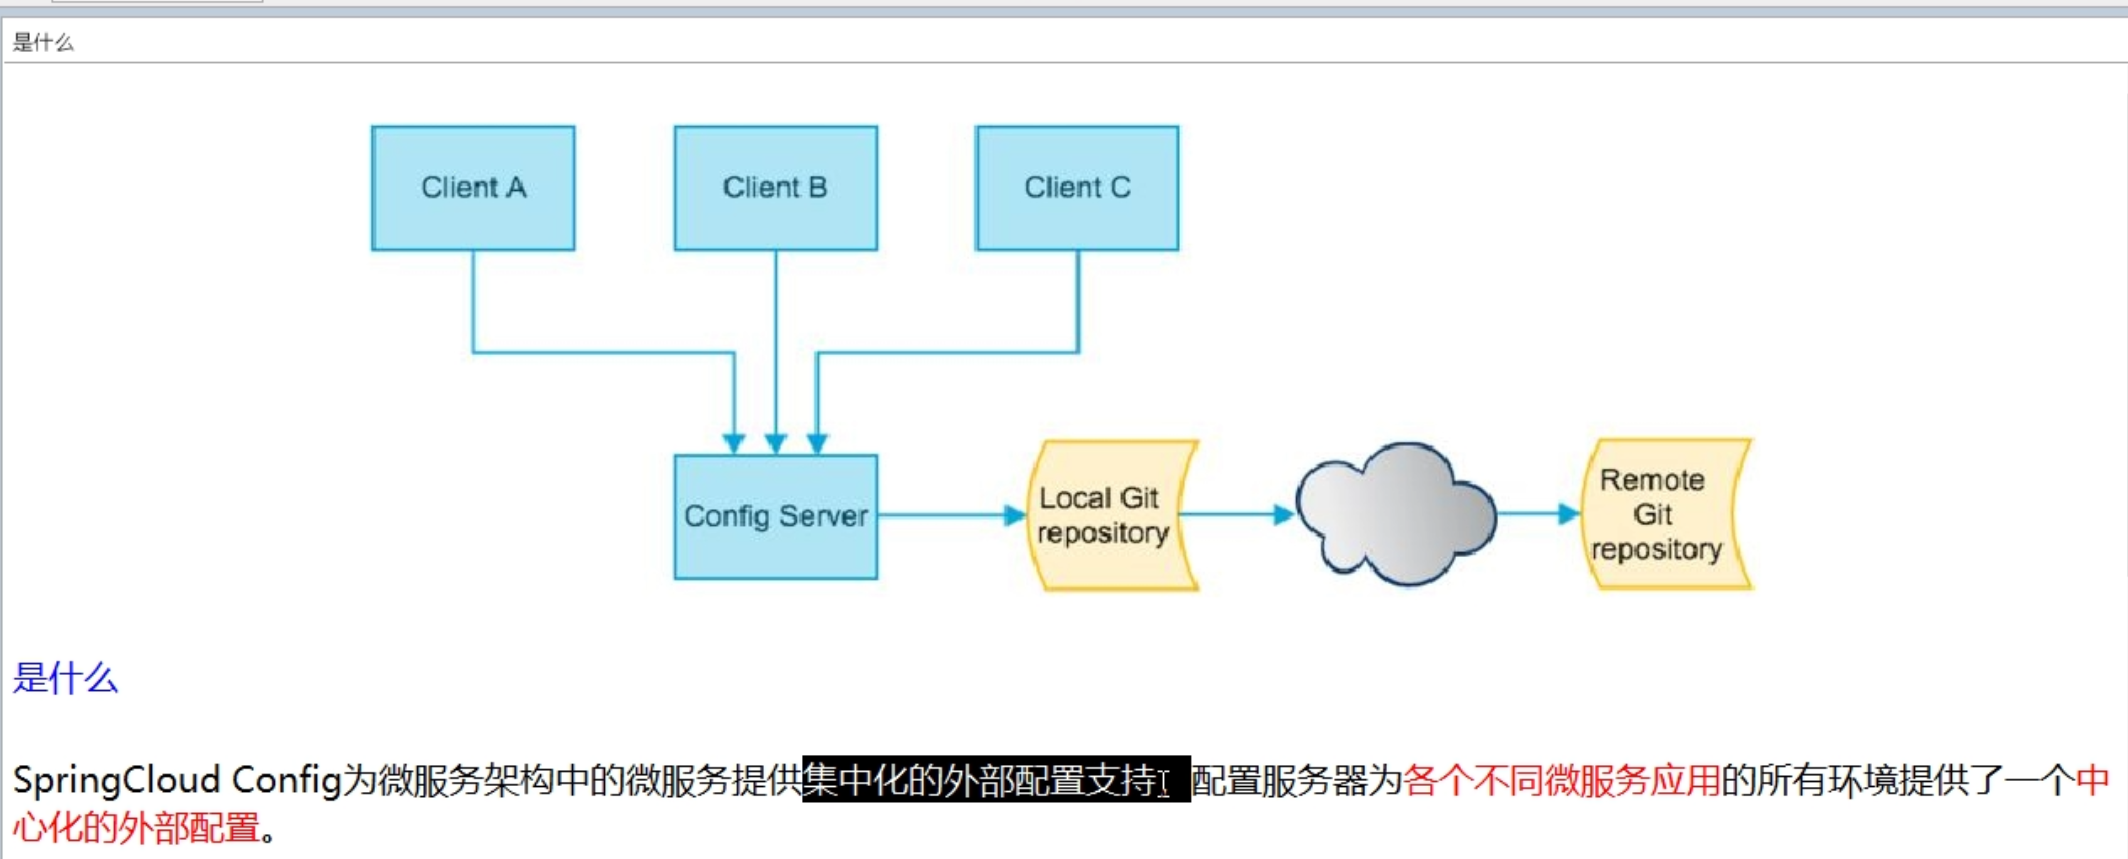 是什么
Client A
Client B
Client C
Config Server
Local Git
repository
Remote
Git
repository
是什么
SpringCloud Config为微服务架构中的微服务提供集中化的外部配置支持，配置服务器为各个不同微服务应用的所有环境提供了一个中
心化的外部配置。